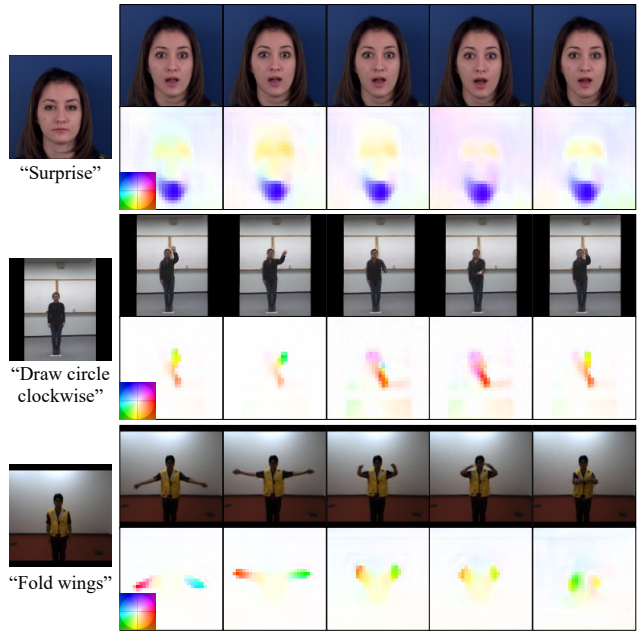 “Surprise”
“Draw circle
clockwise”
“Fold wings”